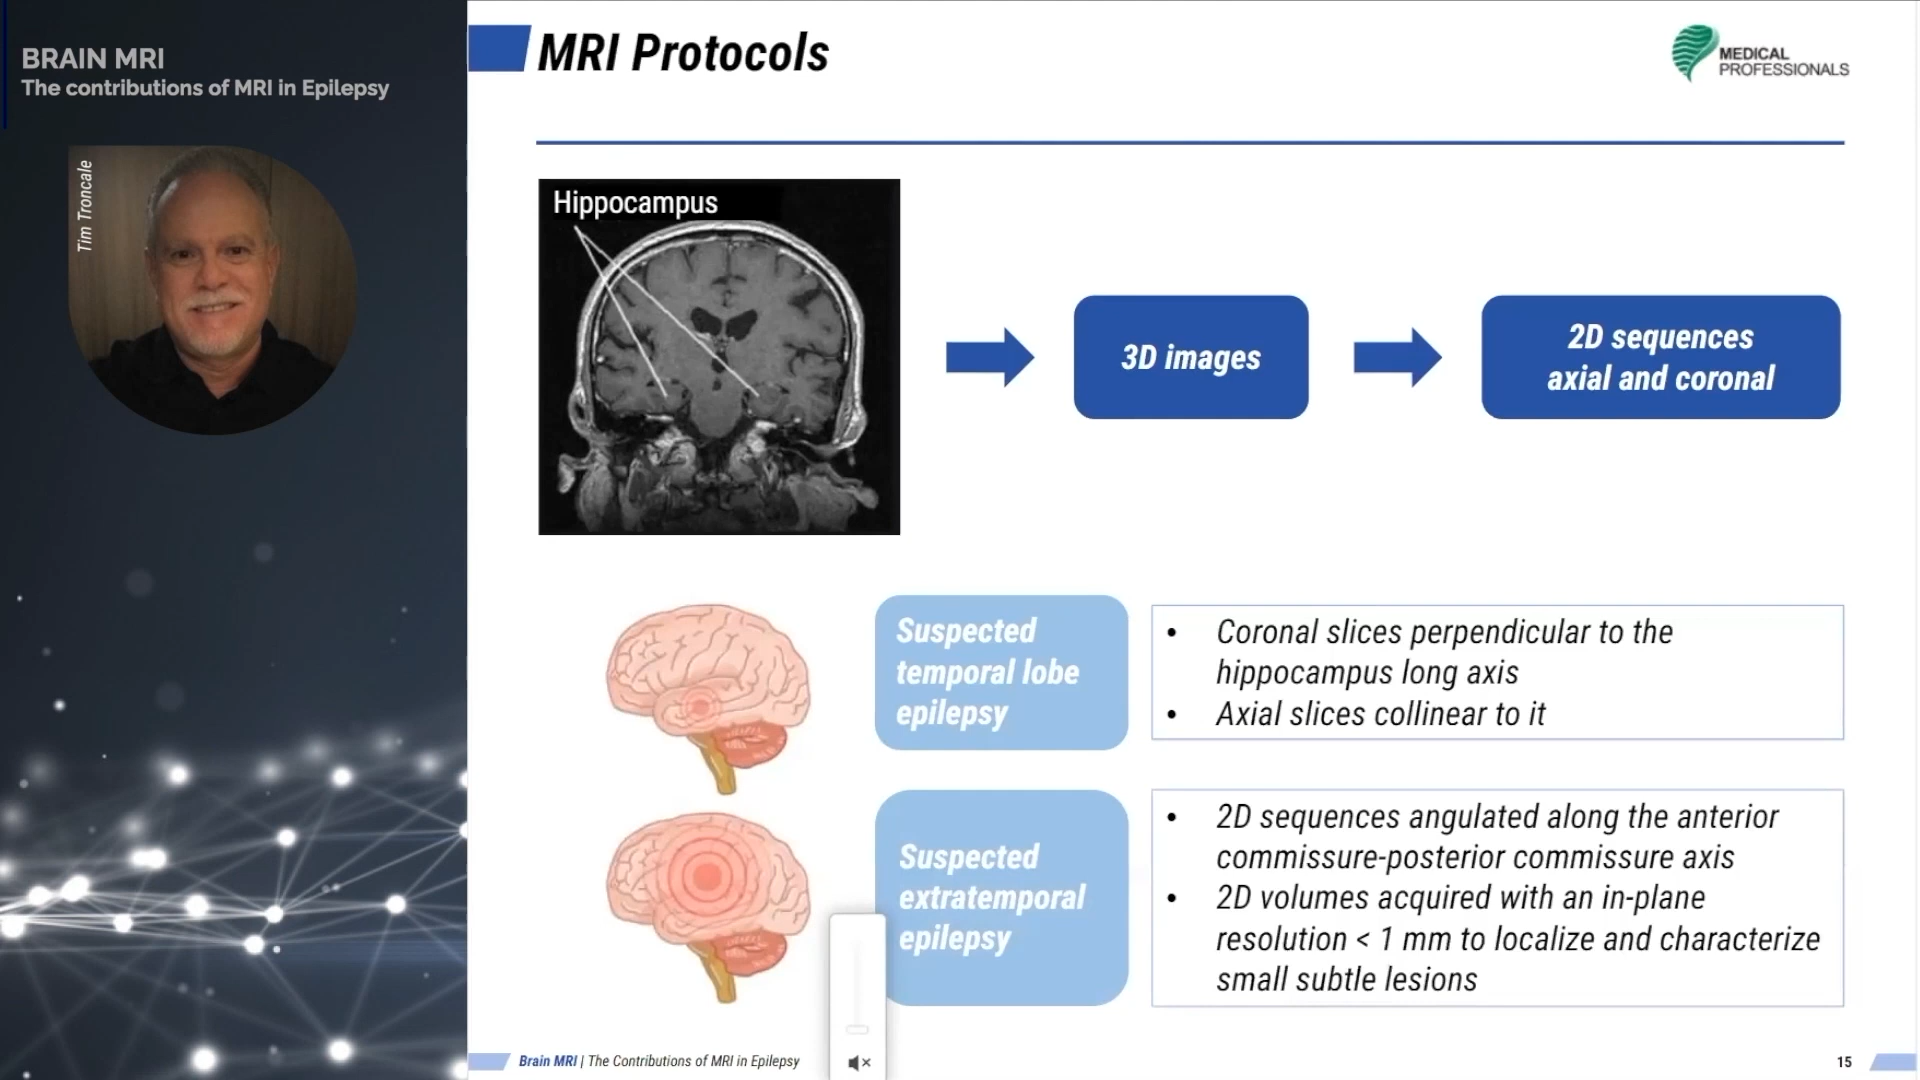 BRAIN MRI
The contributions of MRI in Epilepsy
Tim Troncale
MRI Protocols
MEDICAL
PROFESSIONALS
Hippocampus
3D images
2D sequences
axial and coronal
Suspected
temporal lobe
epilepsy
• Coronal slices perpendicular to the
hippocampus long axis
• Axial slices collinear to it
Suspected
extratemporal
epilepsy
• 2D sequences angulated along the anterior
commissure-posterior commissure axis
• 2D volumes acquired with an in-plane
resolution < 1 mm to localize and characterize
small subtle lesions
Brain MRI | The Contributions of MRI in Epilepsy
15